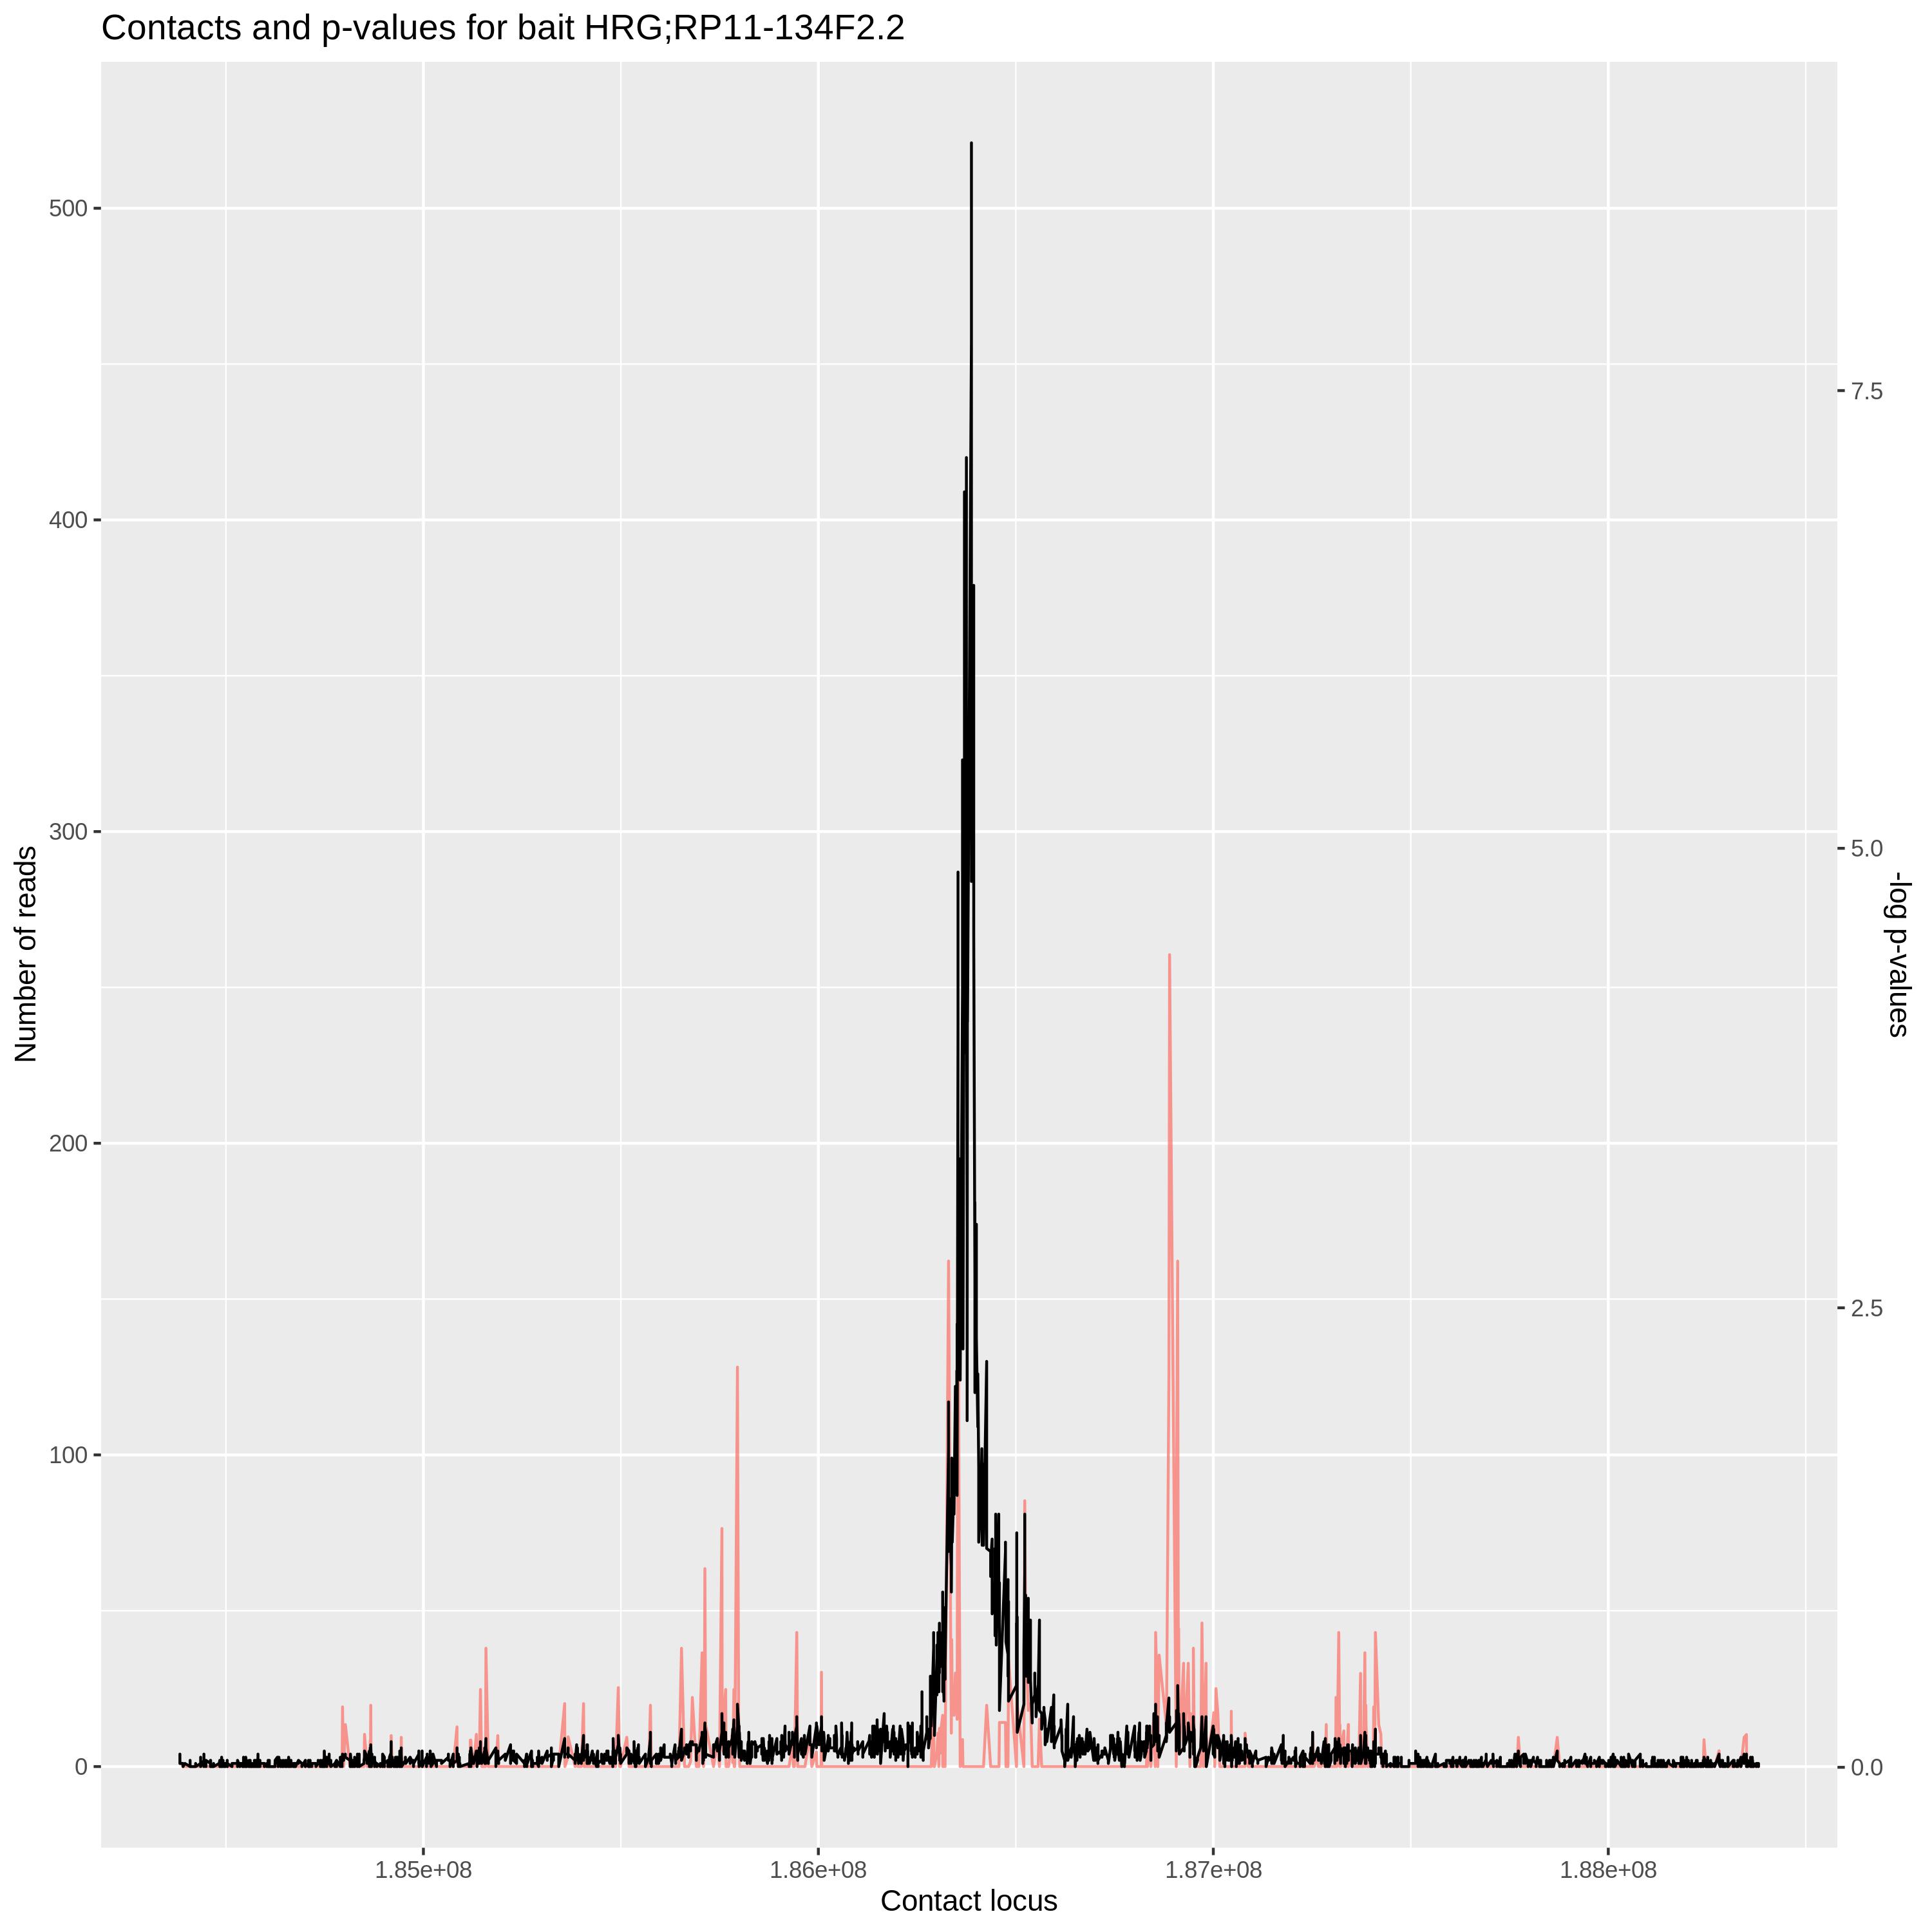 Contacts and p-values for bait HRG;RP11-134F2.2
500
400
300
200
100
0
Number of reads
7.5
5.0
2.5
0.0
-log p-values
1.85e+08 1.86e+08 1.87e+08 1.88e+08
Contact locus